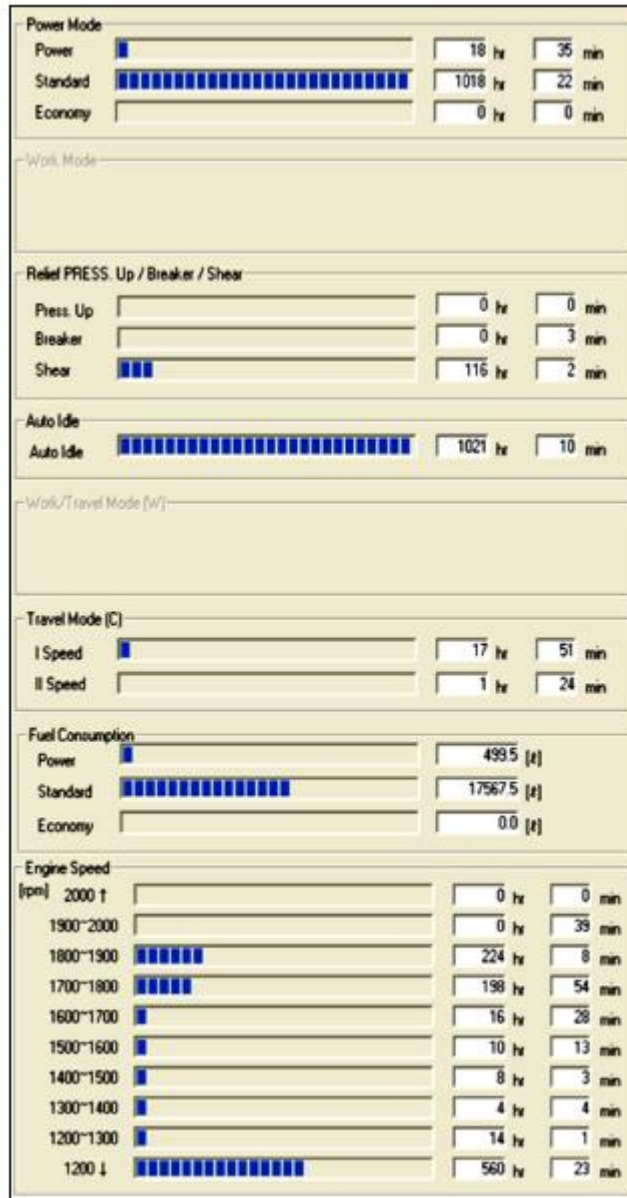 Power Mode
Power 18 hr 35 min
Standard 1018 hr 22 min
Economy 0 hr 0 min
Work Mode
Relief PRESS. Up / Breaker / Shear
Press. Up 0 hr 0 min
Breaker 0 hr 3 min
Shear 116 hr 2 min
Auto Idle
Auto Idle 1021 hr 10 min
Work/Travel Mode (W)
Travel Mode (C)
I Speed 17 hr 51 min
II Speed 1 hr 24 min
Fuel Consumption
Power 499.5 [ℓ]
Standard 17567.5 [ℓ]
Economy 0.0 [ℓ]
Engine Speed
[rpm] 2000 ↑ 0 hr 0 min
1900~2000 0 hr 39 min
1800~1900 224 hr 8 min
1700~1800 198 hr 54 min
1600~1700 16 hr 28 min
1500~1600 10 hr 13 min
1400~1500 8 hr 3 min
1300~1400 4 hr 4 min
1200~1300 14 hr 1 min
1200 ↓ 560 hr 23 min